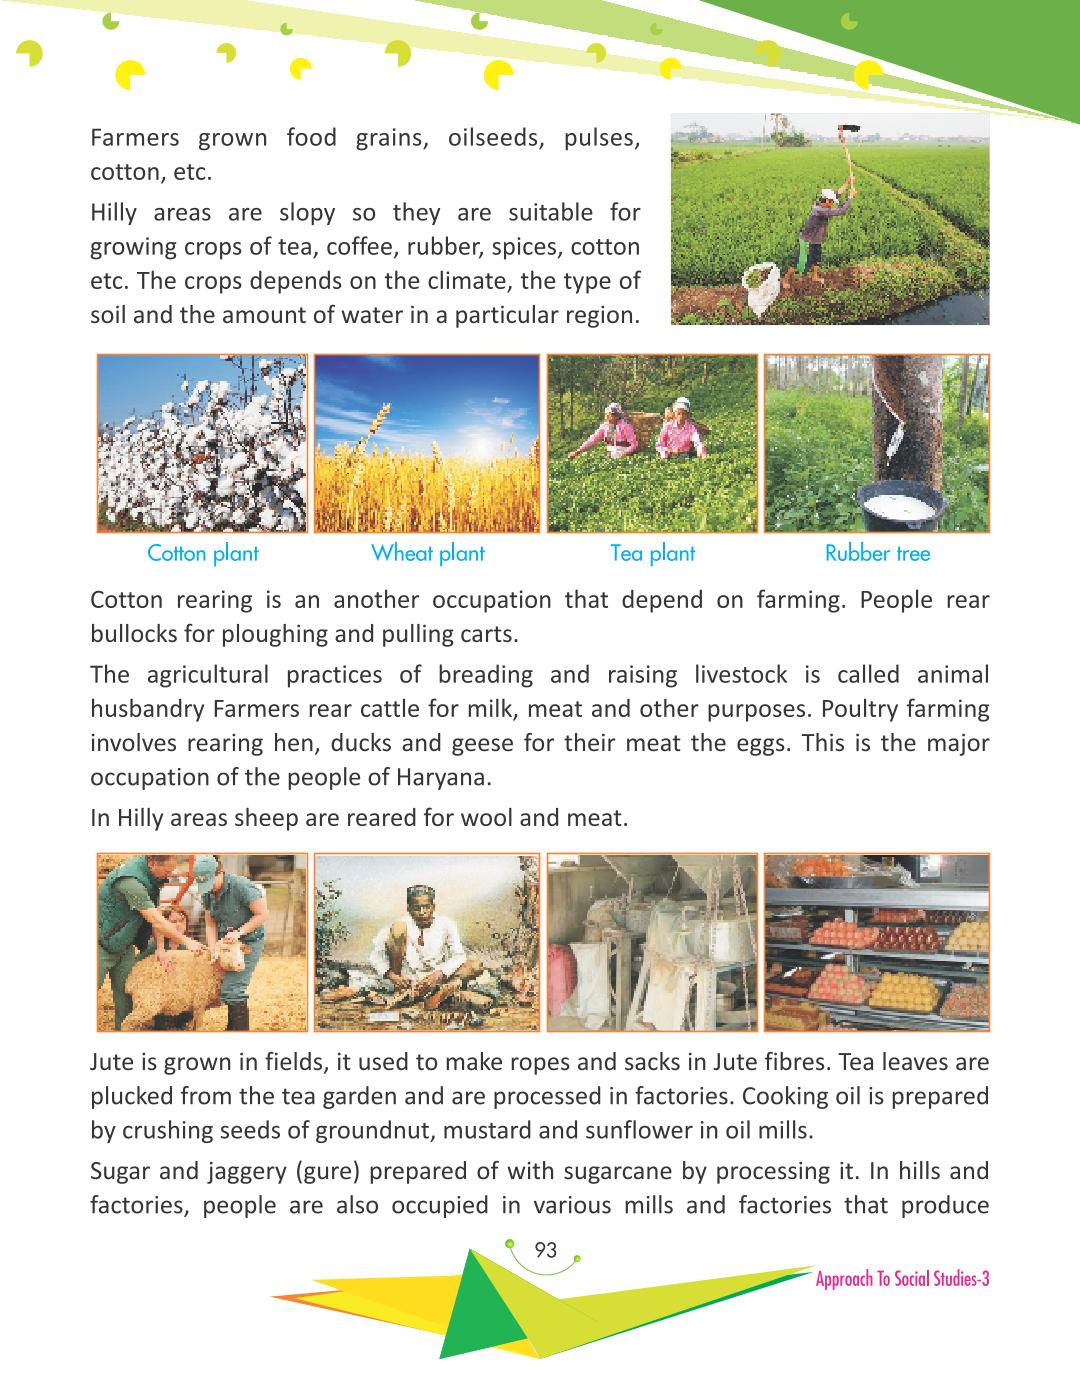 Farmers grown food grains, oilseeds, pulses,
cotton, etc.
Hilly areas are slopy so they are suitable for
growing crops of tea, coffee, rubber, spices, cotton
etc. The crops depends on the climate, the type of
soil and the amount of water in a particular region.
Cotton plant
Wheat plant
Tea plant
Rubber tree
Cotton rearing is an another occupation that depend on farming. People rear
bullocks for ploughing and pulling carts.
The agricultural practices of breading and raising livestock is called animal
husbandry Farmers rear cattle for milk, meat and other purposes. Poultry farming
involves rearing hen, ducks and geese for their meat the eggs. This is the major
occupation of the people of Haryana.
In Hilly areas sheep are reared for wool and meat.
Jute is grown in fields, it used to make ropes and sacks in Jute fibres. Tea leaves are
plucked from the tea garden and are processed in factories. Cooking oil is prepared
by crushing seeds of groundnut, mustard and sunflower in oil mills.
Sugar and jaggery (gure) prepared of with sugarcane by processing it. In hills and
factories, people are also occupied in various mills and factories that produce
93
Approach To Social Studies-3